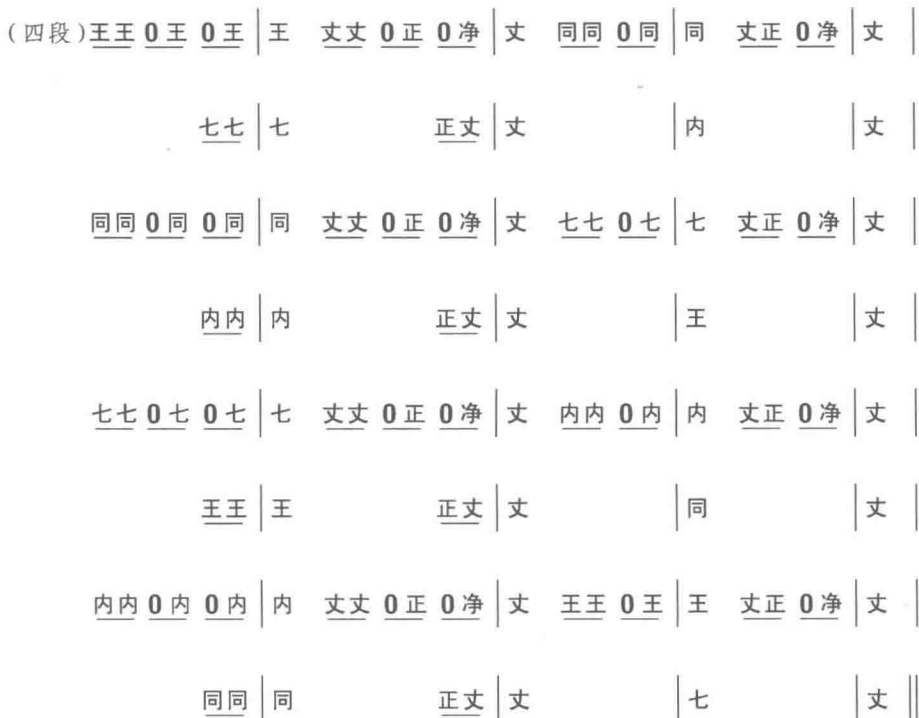 (四段)王王 0王 0王 | 王 丈丈 0正 0净 | 丈 同同 0同 | 同 丈正 0净 | 丈 |
七七 | 七 正丈 | 丈 | 内 | 丈 |
同同 0同 0同 | 同 丈丈 0正 0净 | 丈 七七 0七 | 七 丈正 0净 | 丈 ||
内内 | 内 正丈 | 丈 | 王 | 丈 |
七七 0七 0七 | 七 丈丈 0正 0净 | 丈 内内 0内 | 内 丈正 0净 | 丈 |
王王 | 王 正丈 | 丈 | 同 | 丈 |
内内 0内 0内 | 内 丈丈 0正 0净 | 丈 王王 0王 | 王 丈正 0净 | 丈 |
同同 | 同 正丈 | 丈 | 七 | 丈 ||